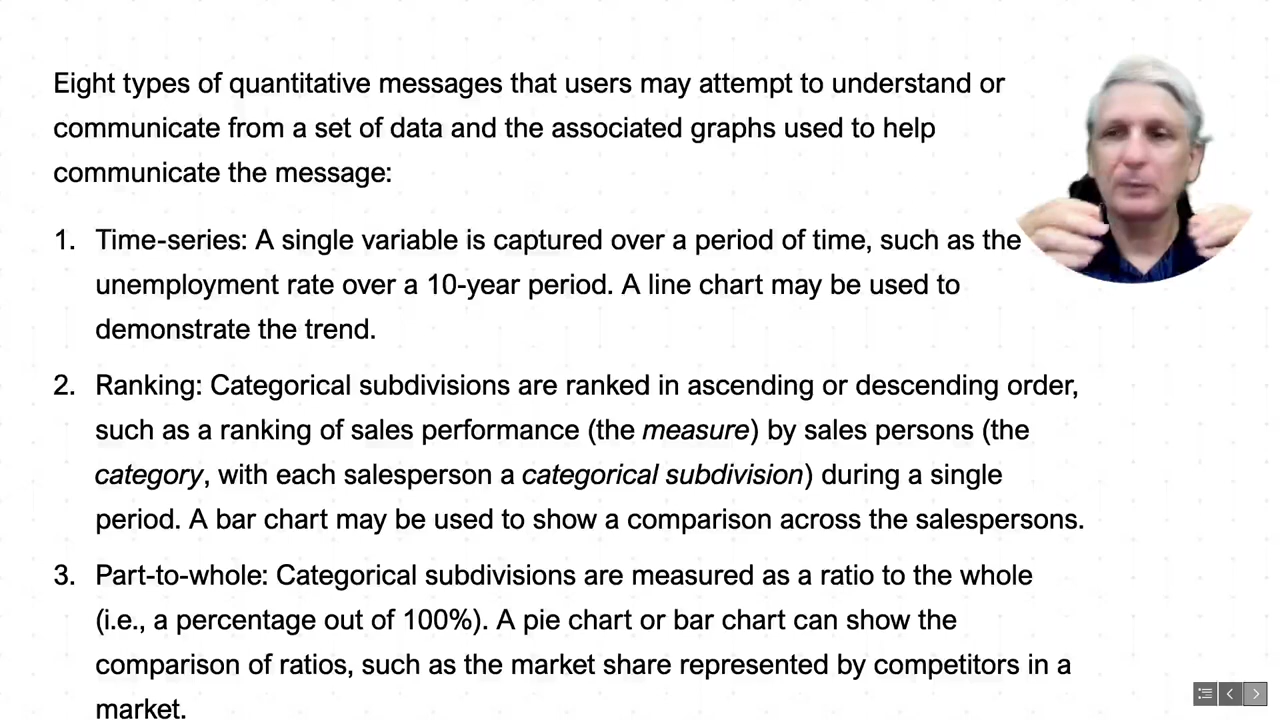 Eight types of quantitative messages that users may attempt to understand or
communicate from a set of data and the associated graphs used to help
communicate the message:
1. Time-series: A single variable is captured over a period of time, such as the
unemployment rate over a 10-year period. A line chart may be used to
demonstrate the trend.
2. Ranking: Categorical subdivisions are ranked in ascending or descending order,
such as a ranking of sales performance (the measure) by sales persons (the
category, with each salesperson a categorical subdivision) during a single
period. A bar chart may be used to show a comparison across the salespersons.
3. Part-to-whole: Categorical subdivisions are measured as a ratio to the whole
(i.e., a percentage out of 100%). A pie chart or bar chart can show the
comparison of ratios, such as the market share represented by competitors in a
market.